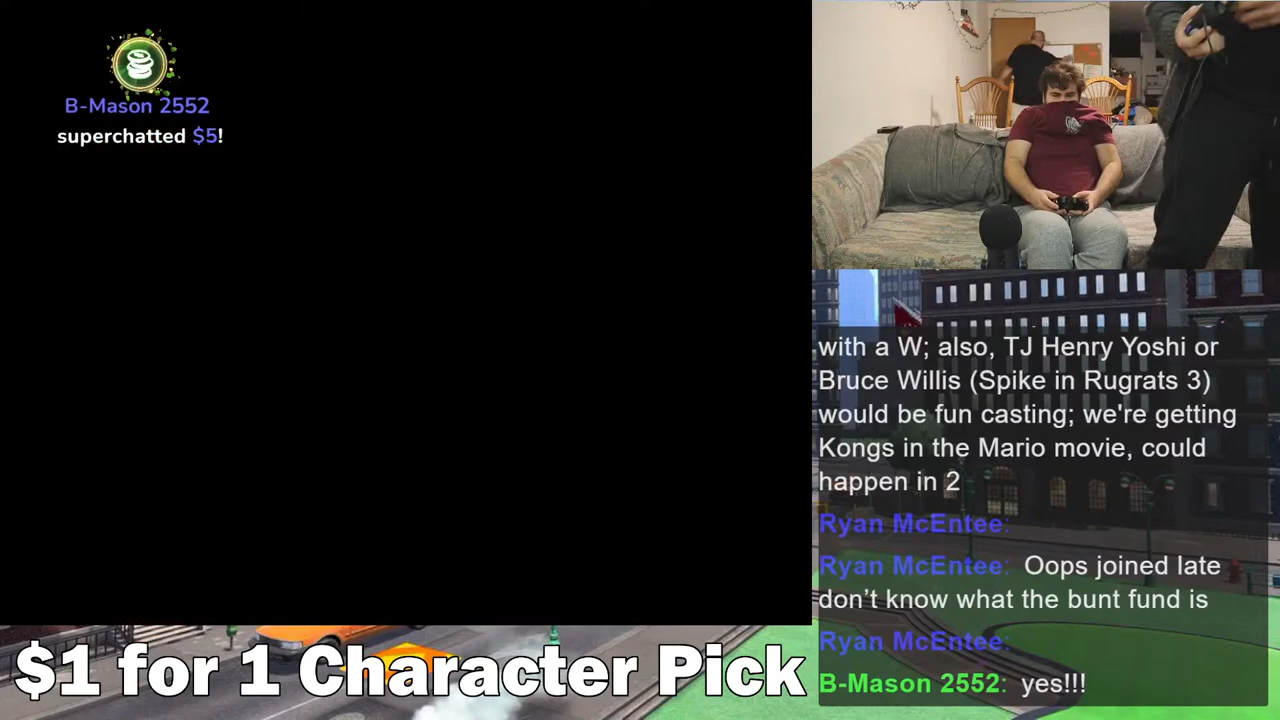 B-Mason 2552
superchatted $5!
with a W; also, TJ Henry Yoshi or
Bruce Willis (Spike in Rugrats 3)
would be fun casting; we're getting
Kongs in the Mario movie, could
happen in 2
Ryan McEntee:
Ryan McEntee: Oops joined late
don't know what the bunt fund is
Ryan McEntee:
B-Mason 2552: yes!!!
$1 for 1 Character Pick